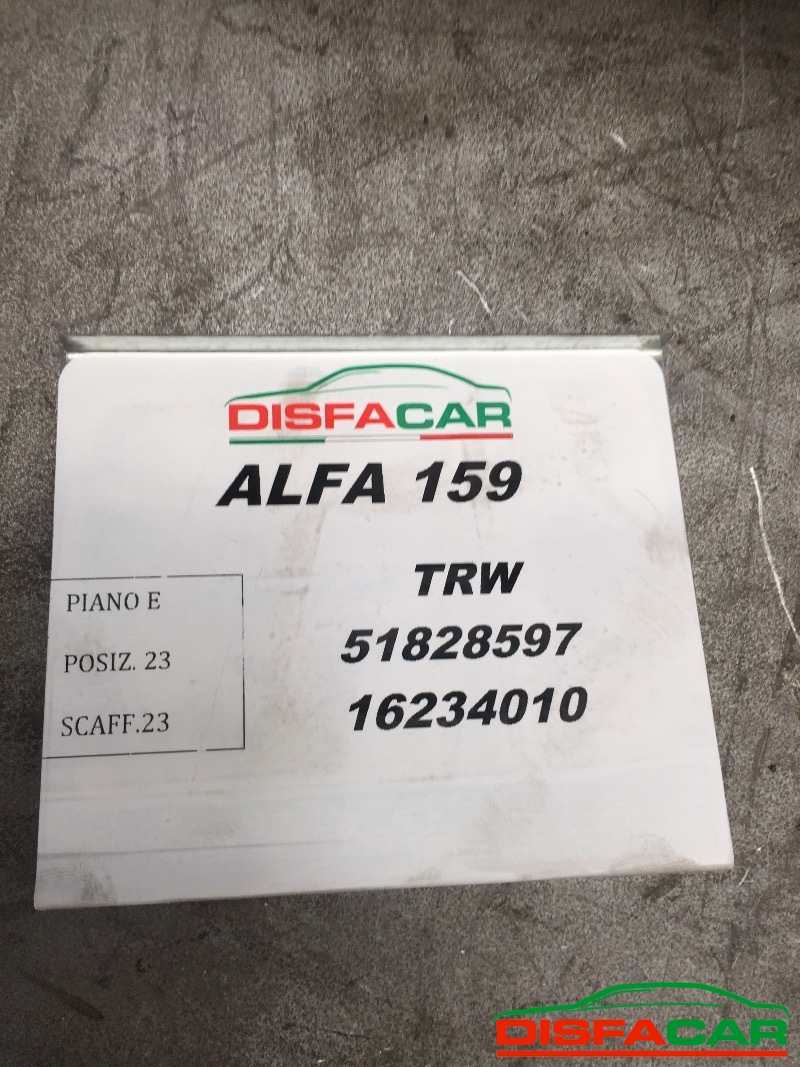 DISFACAR
ALFA 159
TRW
51828597
16234010
PIANO E
POSIZ. 23
SCAFF.23
DISFACAR